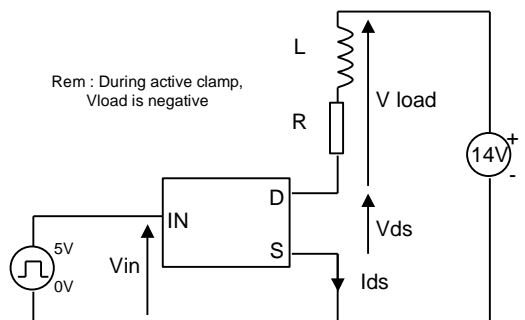 L
Rem : During active clamp,
Vload is negative
V load
R
14V
+
-
D
IN
Vds
S
5V
0V
Vin
Ids